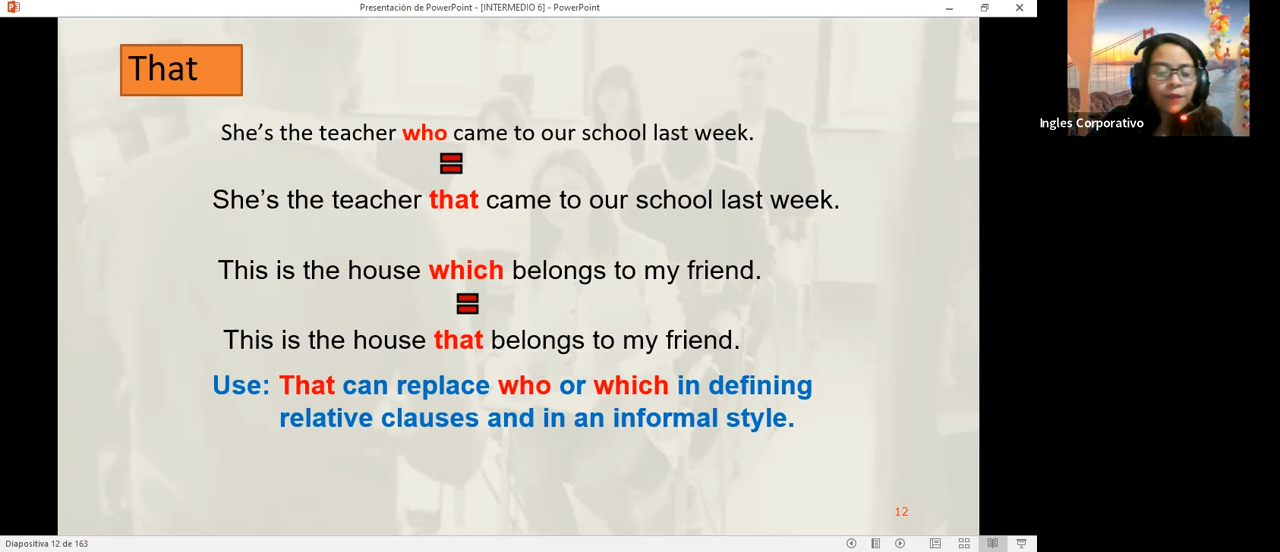 Presentación de PowerPoint - [INTERMEDIO 6] - PowerPoint
That
She's the teacher who came to our school last week.
She's the teacher that came to our school last week.
This is the house which belongs to my friend.
This is the house that belongs to my friend.
Use: That can replace who or which in defining
relative clauses and in an informal style.
12
Diapositiva 12 de 163
Ingles Corporativo